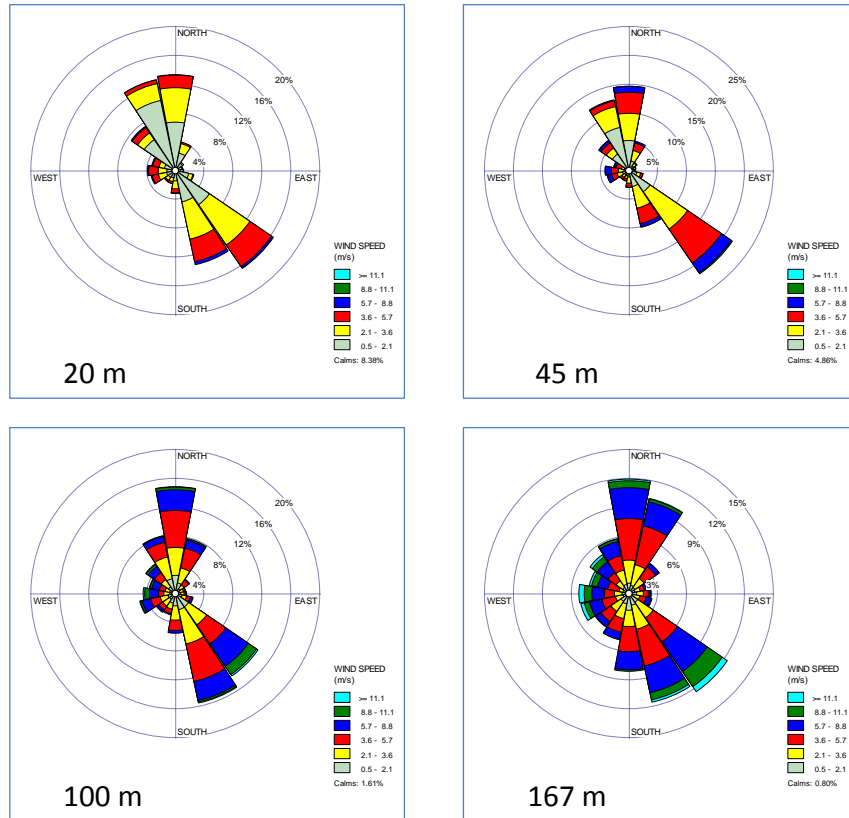 NORTH
20%
16%
12%
8%
4%
WEST
EAST
SOUTH
WIND SPEED
(m/s)
>= 11.1
8.8 - 11.1
5.7 - 8.8
3.6 - 5.7
2.1 - 3.6
0.5 - 2.1
Calms: 8.38%
20 m
NORTH
25%
20%
15%
10%
5%
WEST
EAST
SOUTH
WIND SPEED
(m/s)
>= 11.1
8.8 - 11.1
5.7 - 8.8
3.6 - 5.7
2.1 - 3.6
0.5 - 2.1
Calms: 4.86%
45 m
NORTH
20%
16%
12%
8%
4%
WEST
EAST
SOUTH
WIND SPEED
(m/s)
>= 11.1
8.8 - 11.1
5.7 - 8.8
3.6 - 5.7
2.1 - 3.6
0.5 - 2.1
Calms: 1.61%
100 m
NORTH
15%
12%
9%
6%
3%
WEST
EAST
SOUTH
WIND SPEED
(m/s)
>= 11.1
8.8 - 11.1
5.7 - 8.8
3.6 - 5.7
2.1 - 3.6
0.5 - 2.1
Calms: 0.80%
167 m